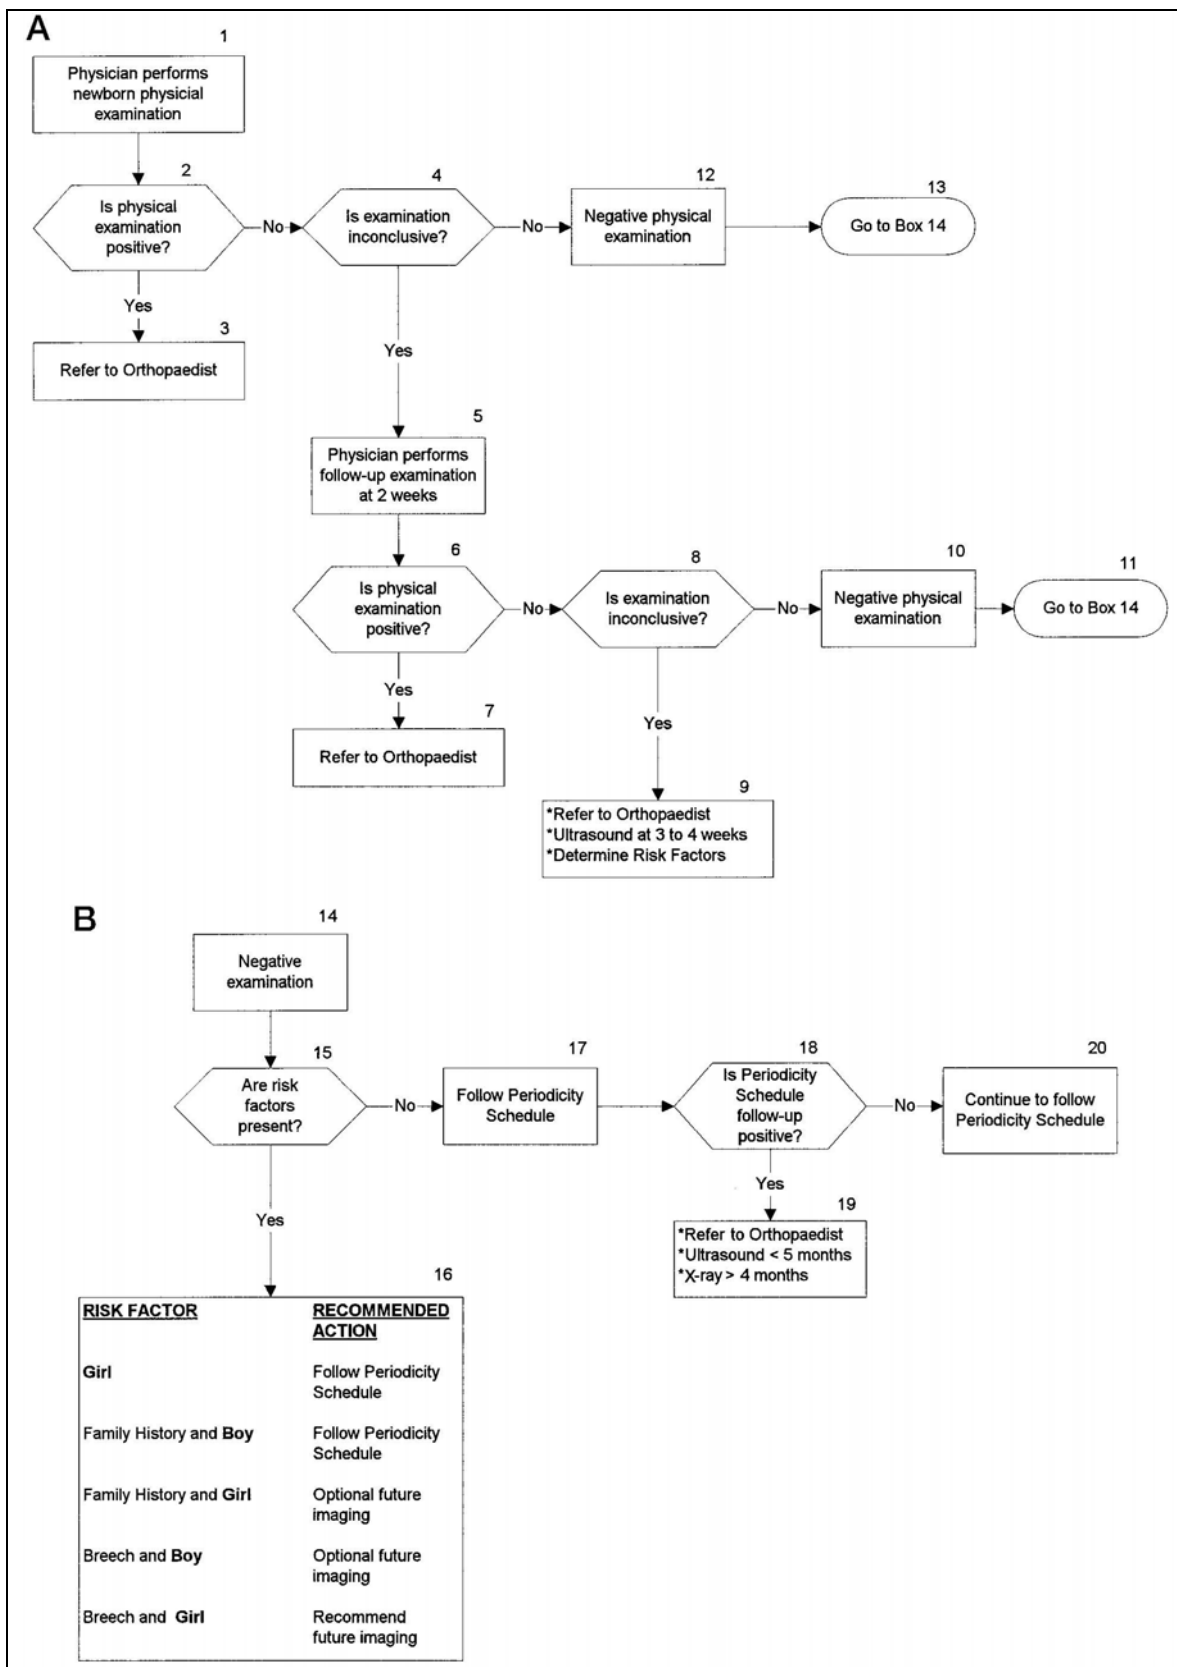 A
1
Physician performs
newborn physicial
examination
2
Is physical
examination
positive?
No
4
Is examination
inconclusive?
No
12
Negative physical
examination
13
Go to Box 14
Yes
3
Refer to Orthopaedist
Yes
5
Physician performs
follow-up examination
at 2 weeks
6
Is physical
examination
positive?
No
8
Is examination
inconclusive?
No
10
Negative physical
examination
11
Go to Box 14
Yes
7
Refer to Orthopaedist
Yes
9
*Refer to Orthopaedist
*Ultrasound at 3 to 4 weeks
*Determine Risk Factors
B
14
Negative
examination
15
Are risk
factors
present?
No
17
Follow Periodicity
Schedule
18
Is Periodicity
Schedule
follow-up
positive?
No
20
Continue to follow
Periodicity Schedule
Yes
19
*Refer to Orthopaedist
*Ultrasound < 5 months
*X-ray > 4 months
Yes
16
RISK FACTOR RECOMMENDED
ACTION
Girl Follow Periodicity
Schedule
Family History and Boy Follow Periodicity
Schedule
Family History and Girl Optional future
imaging
Breech and Boy Optional future
imaging
Breech and Girl Recommend
future imaging